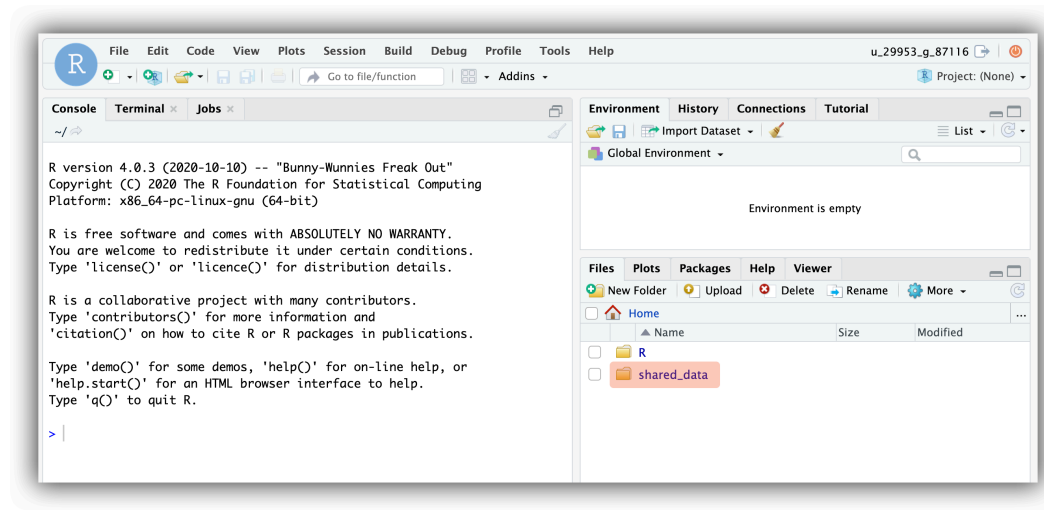 R
File Edit Code View Plots Session Build Debug Profile Tools Help
u_29953_g_87116
Go to file/function
Addins
Project: (None)
Console Terminal Jobs
~/
R version 4.0.3 (2020-10-10) -- "Bunny-Wunnies Freak Out"
Copyright (C) 2020 The R Foundation for Statistical Computing
Platform: x86_64-pc-linux-gnu (64-bit)
R is free software and comes with ABSOLUTELY NO WARRANTY.
You are welcome to redistribute it under certain conditions.
Type 'license()' or 'licence()' for distribution details.
R is a collaborative project with many contributors.
Type 'contributors()' for more information and
'citation()' on how to cite R or R packages in publications.
Type 'demo()' for some demos, 'help()' for on-line help, or
'help.start()' for an HTML browser interface to help.
Type 'q()' to quit R.
>
Environment History Connections Tutorial
Import Dataset
List
Global Environment
Environment is empty
Files Plots Packages Help Viewer
New Folder Upload Delete Rename More
Home
...
Name Size Modified
R
shared_data